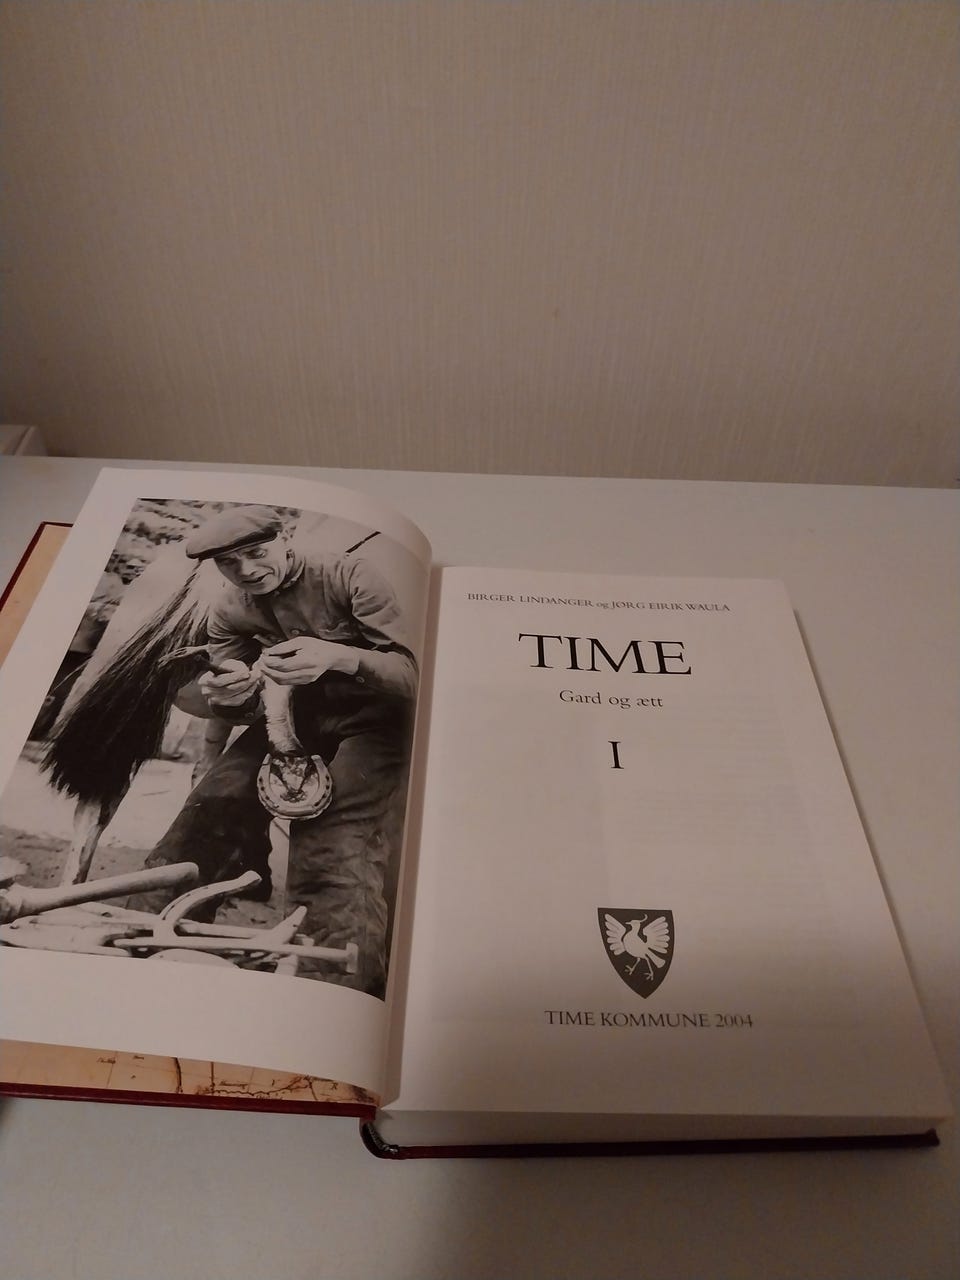 BIRGER LINDANGER og JØRG EIRIK WAULA
TIME
Gard og ætt
I
TIME KOMMUNE 2004